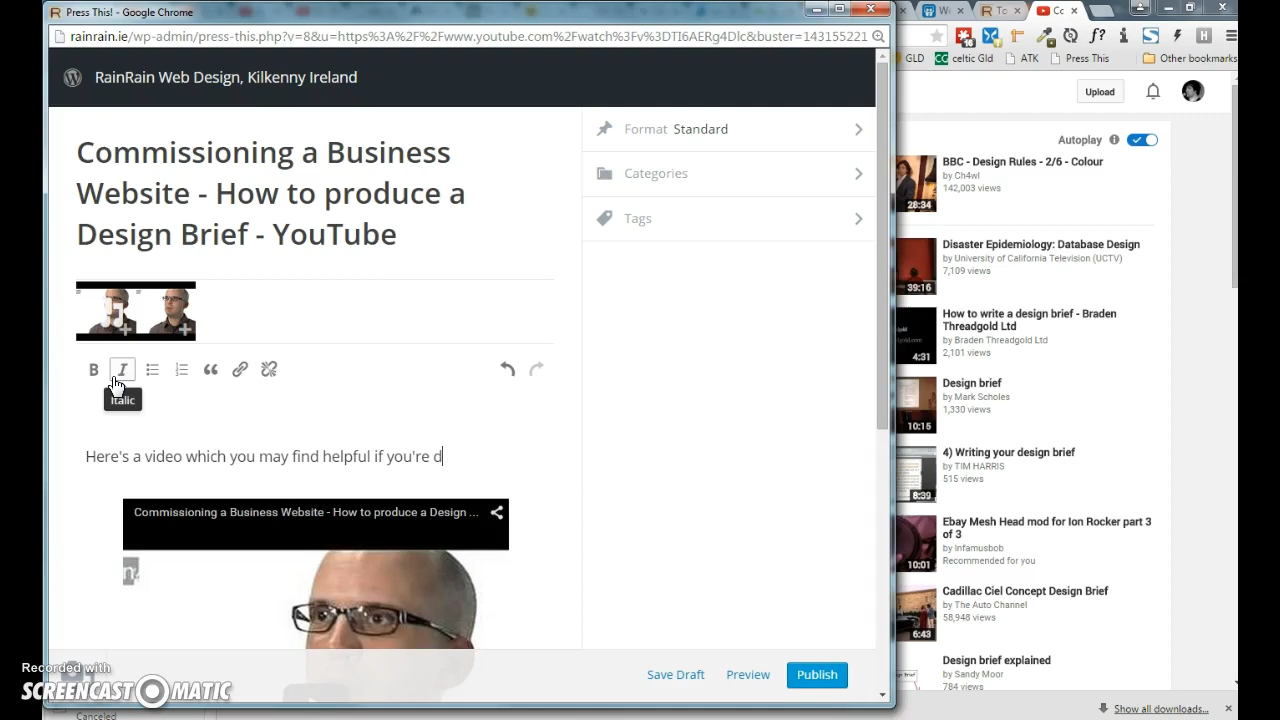 Press This! - Google Chrome
rainrain.ie/wp-admin/press-this.php?v=8&u=https%3A%2F%2Fwww.youtube.com%2Fwatch%3Fv%3DTI6AERg4Dlc&buster=143155221
RainRain Web Design, Kilkenny Ireland
Commissioning a Business
Website - How to produce a
Design Brief - YouTube
B I
Italic
Here's a video which you may find helpful if you're d
Commissioning a Business Website - How to produce a Design ...
Format Standard
Categories
Tags
Save Draft Preview Publish
Recorded with
SCREENCAST MATIC
Canceled
GLD celtic Gld ATK Press This Other bookmarks
16
Upload
Autoplay
BBC - Design Rules - 2/6 - Colour
by Ch4wl
142,003 views
28:34
Disaster Epidemiology: Database Design
by University of California Television (UCTV)
7,109 views
39:16
How to write a design brief - Braden
Threadgold Ltd
by Braden Threadgold Ltd
2,101 views
4:31
Design brief
by Mark Scholes
1,330 views
10:15
4) Writing your design brief
by TIM HARRIS
515 views
8:39
Ebay Mesh Head mod for Ion Rocker part 3
of 3
by Infamusbob
Recommended for you
10:01
Cadillac Ciel Concept Design Brief
by The Auto Channel
58,948 views
6:43
Design brief explained
by Sandy Moor
784 views
Show all downloads...